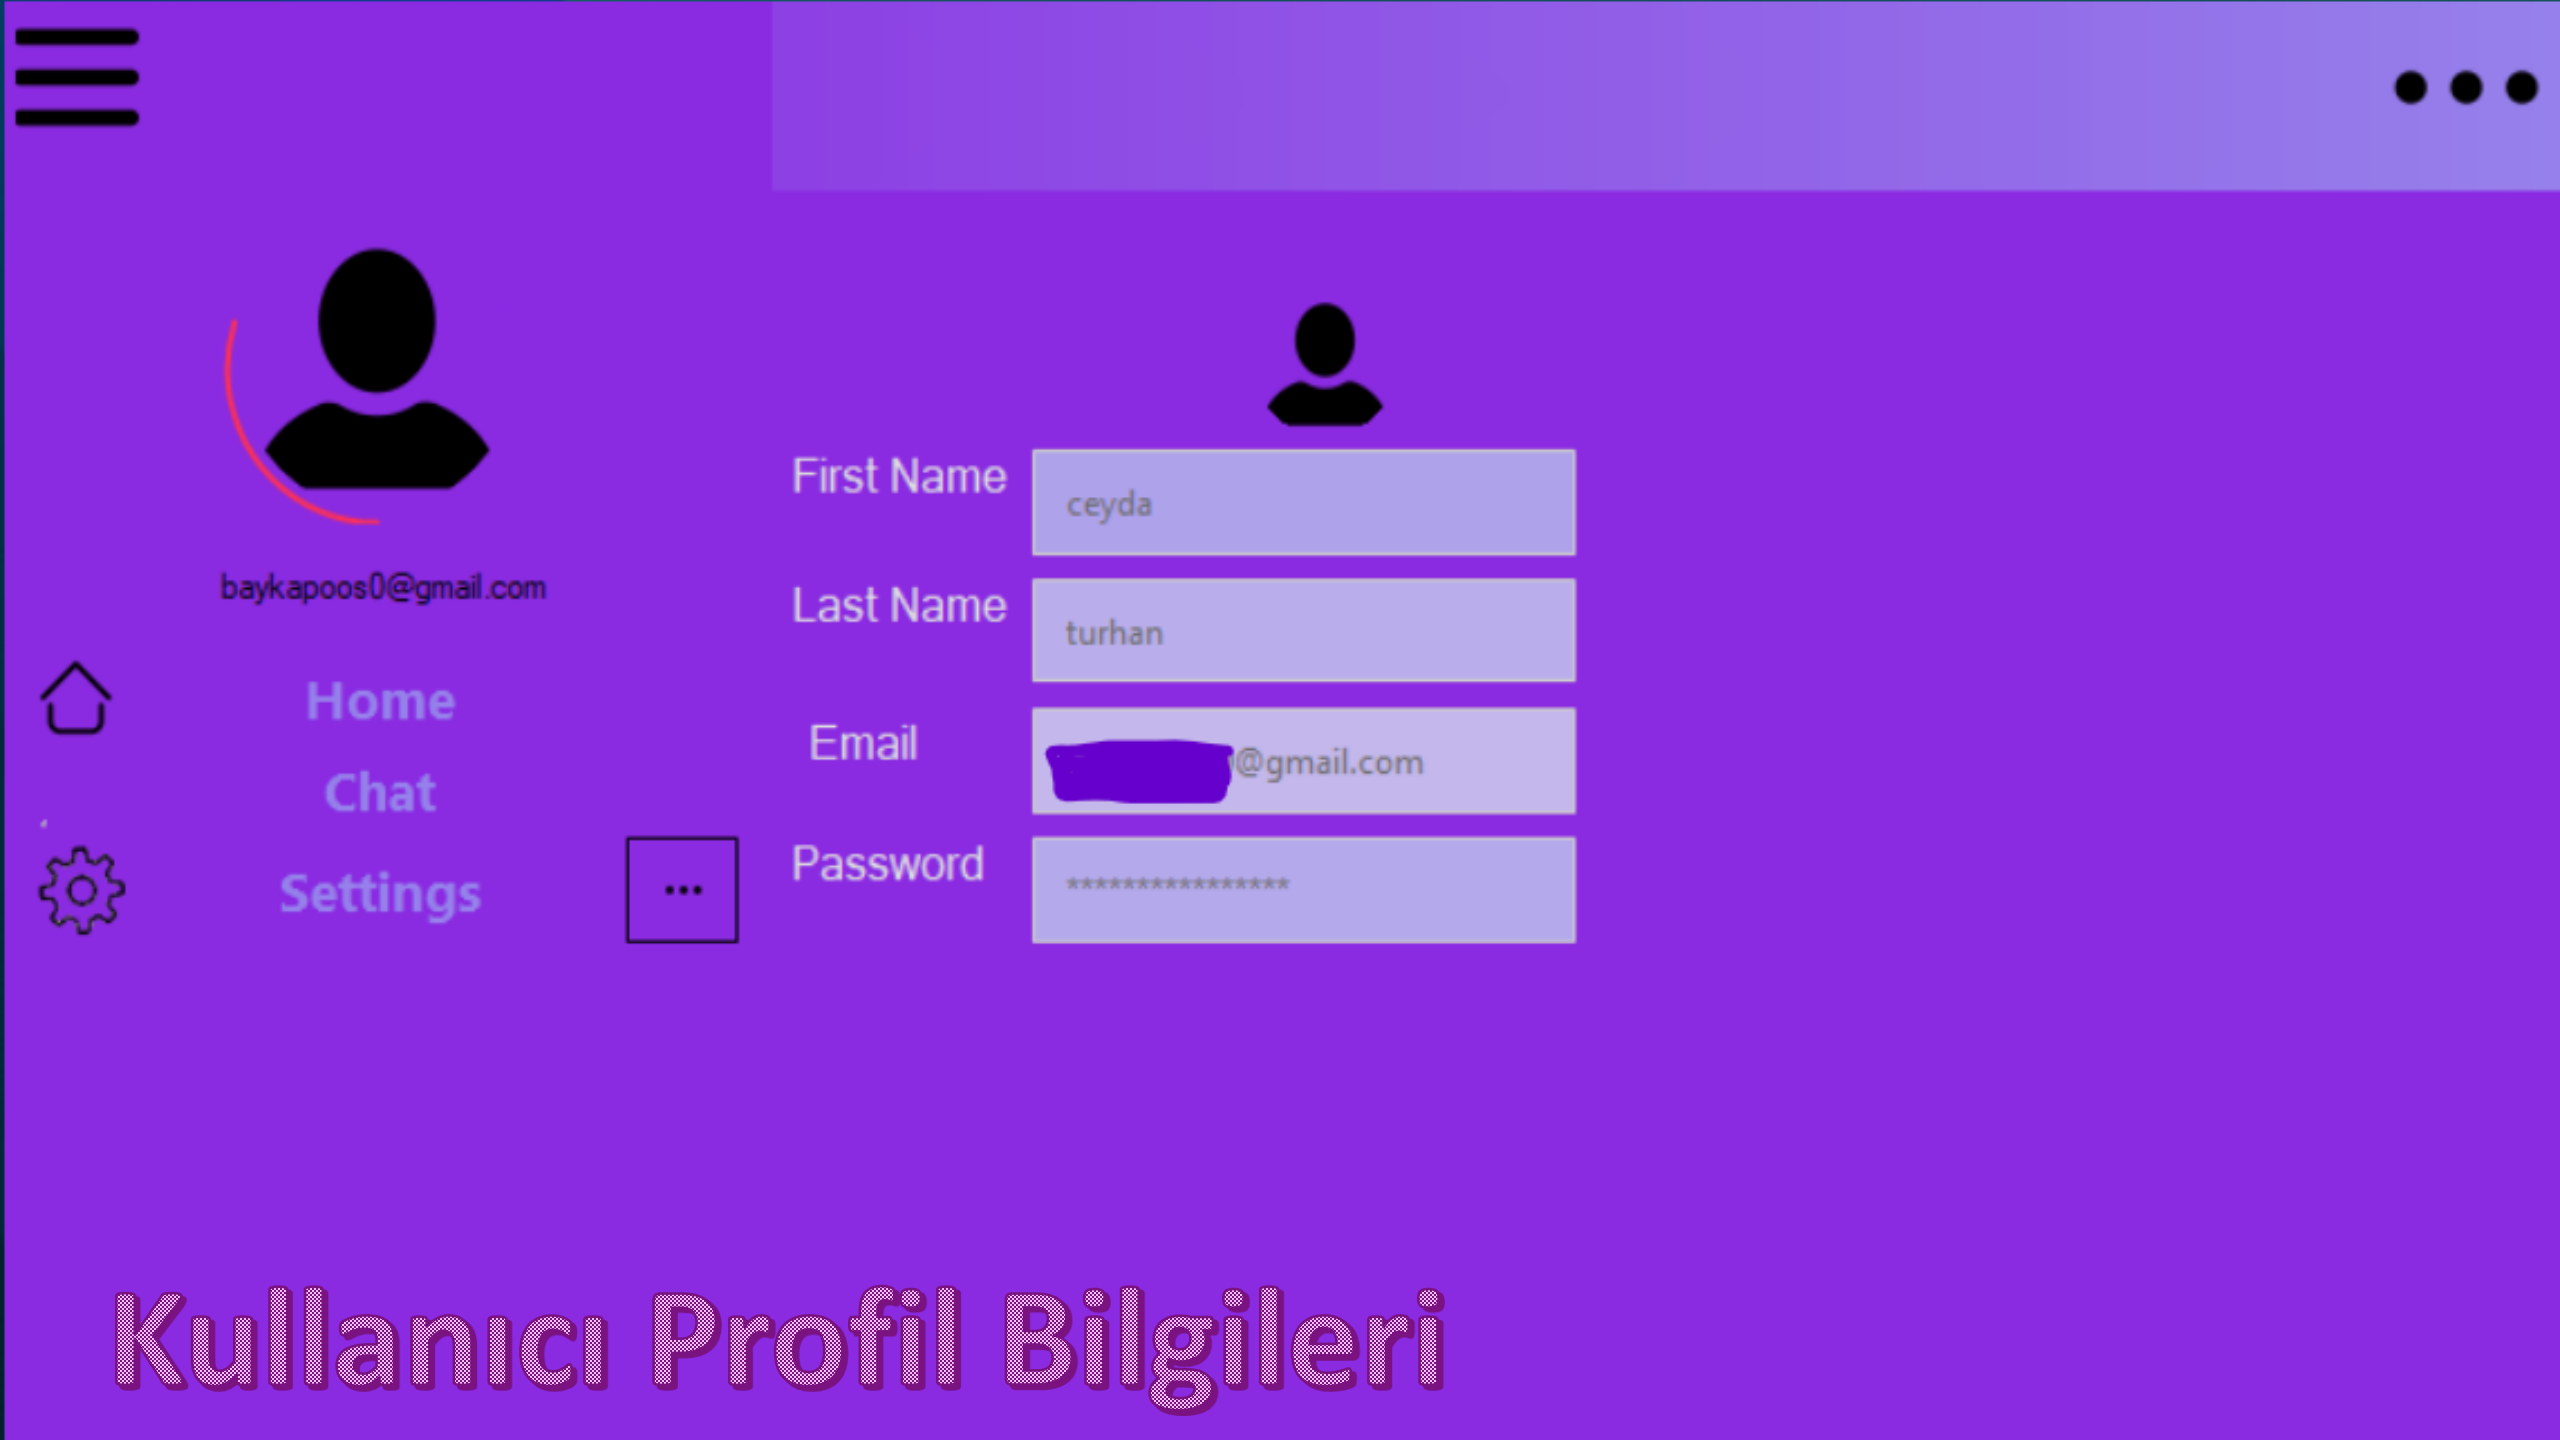 baykapoos0@gmail.com
Home
Chat
Settings
...
First Name
ceyda
Last Name
turhan
Email
@gmail.com
Password
****************
Kullanıcı Profil Bilgileri